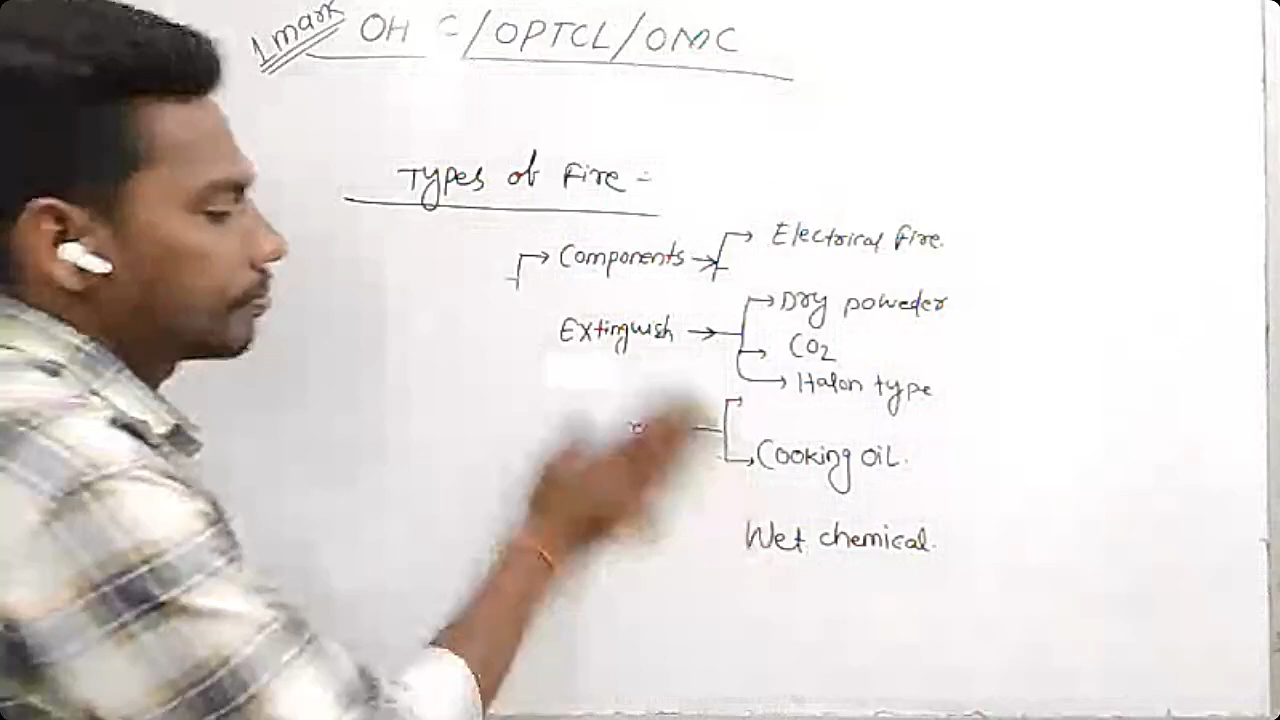 1 mark OH  /OPTCL/OMC
Types of Fire -
Components → Electrical Fire.
Extinguish → Dry poweder
CO2
Halon type
Cooking oil.
Wet chemical.